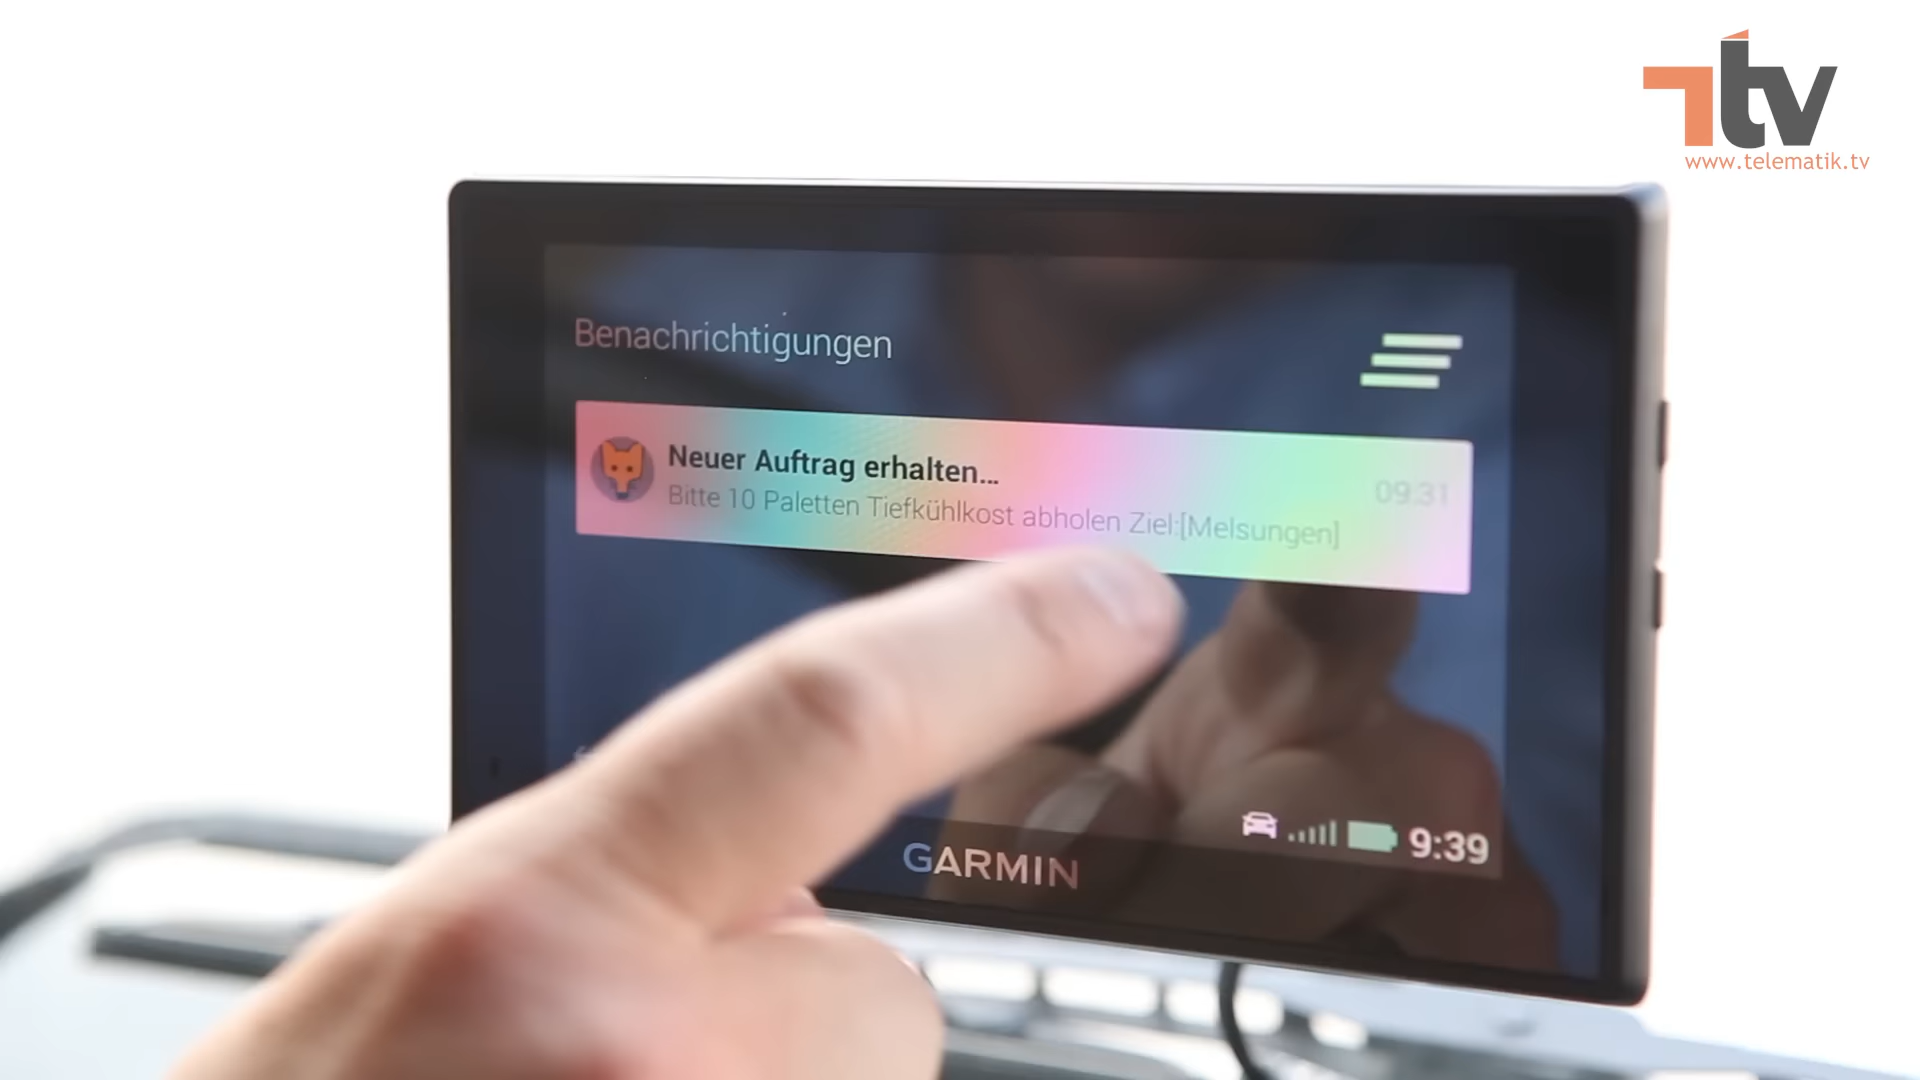 tv
www.telematik.tv
Benachrichtigungen
Neuer Auftrag erhalten...
09:31
Bitte 10 Paletten Tiefkühlkost abholen Ziel:[Melsungen]
9:39
GARMIN